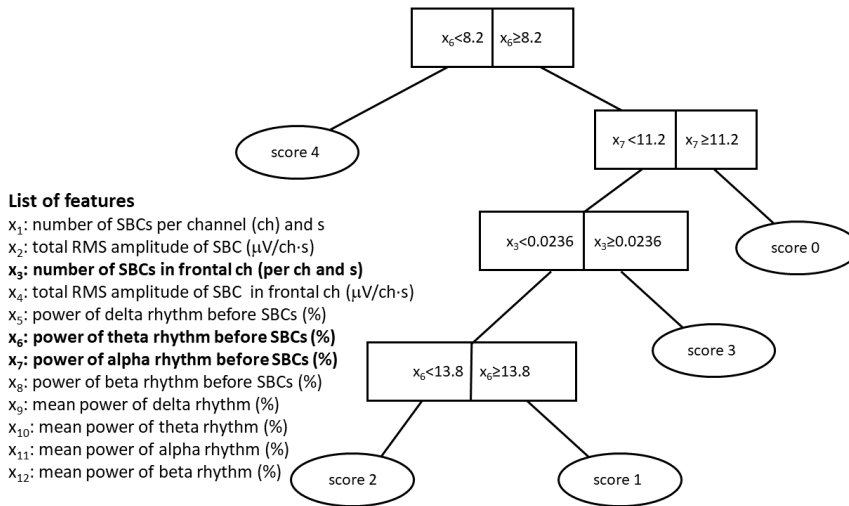 x₆<8.2 x₆≥8.2
score 4
x₇ <11.2 x₇ ≥11.2
List of features
x₁: number of SBCs per channel (ch) and s
x₂: total RMS amplitude of SBC (μV/ch·s)
x₃: number of SBCs in frontal ch (per ch and s)
x₄: total RMS amplitude of SBC in frontal ch (μV/ch·s)
x₅: power of delta rhythm before SBCs (%)
x₆: power of theta rhythm before SBCs (%)
x₇: power of alpha rhythm before SBCs (%)
x₈: power of beta rhythm before SBCs (%)
x₉: mean power of delta rhythm (%)
x₁₀: mean power of theta rhythm (%)
x₁₁: mean power of alpha rhythm (%)
x₁₂: mean power of beta rhythm (%)
x₃<0.0236 x₃≥0.0236
score 0
score 3
x₆<13.8 x₆≥13.8
score 2
score 1